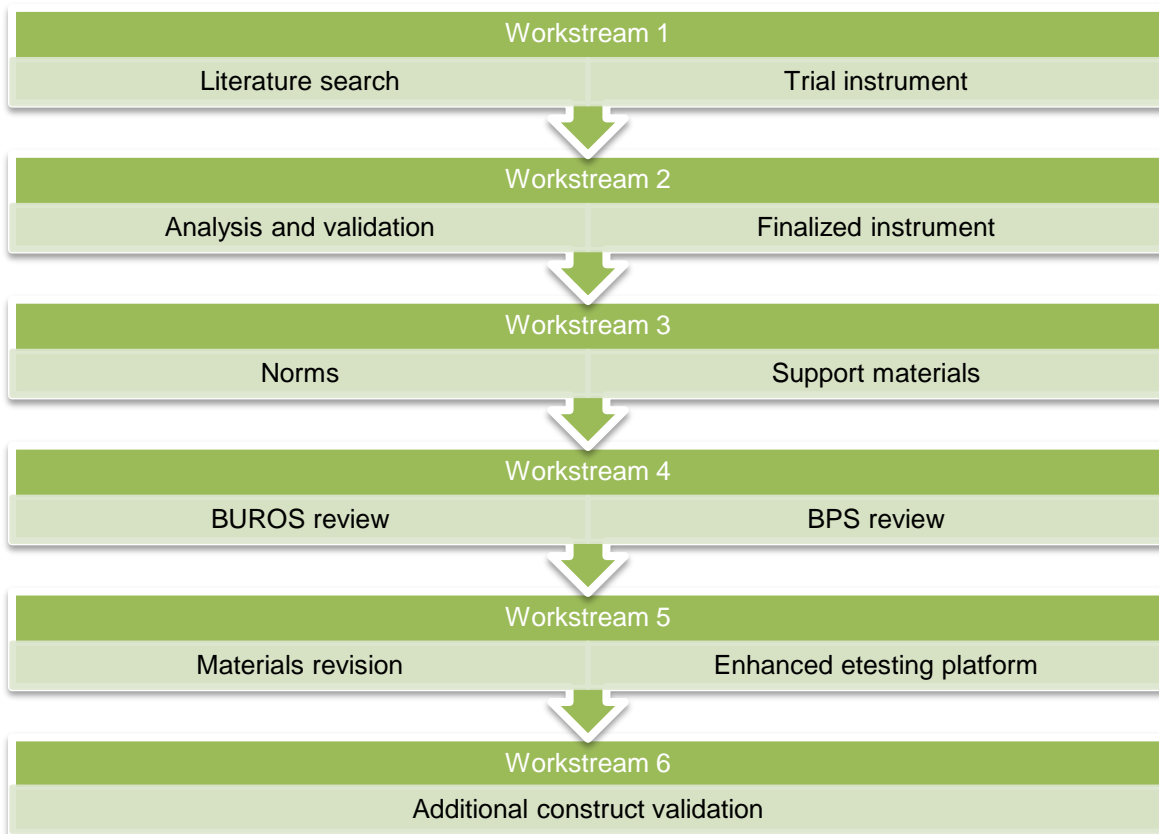 Workstream 1
Literature search
Trial instrument
Workstream 2
Analysis and validation
Finalized instrument
Workstream 3
Norms
Support materials
Workstream 4
BUROS review
BPS review
Workstream 5
Materials revision
Enhanced etesting platform
Workstream 6
Additional construct validation